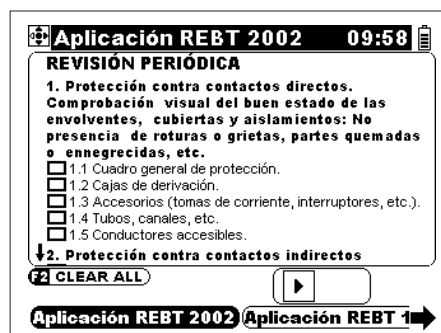 Aplicación REBT 2002 09:58
REVISIÓN PERIÓDICA
1. Protección contra contactos directos.
Comprobación visual del buen estado de las
envolventes, cubiertas y aislamientos: No
presencia de roturas o grietas, partes quemadas
o ennegrecidas, etc.
1.1 Cuadro general de protección.
1.2 Cajas de derivación.
1.3 Accesorios (tomas de corriente, interruptores, etc.).
1.4 Tubos, canales, etc.
1.5 Conductores accesibles.
2. Protección contra contactos indirectos
F2 CLEAR ALL
Aplicación REBT 2002 Aplicación REBT 1